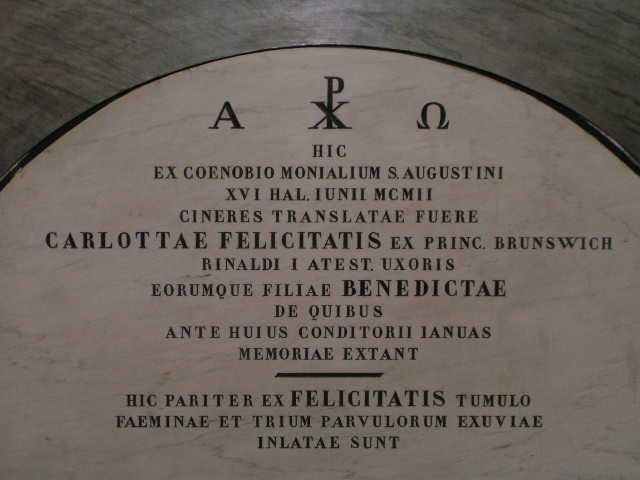 Α ☧ Ω
HIC
EX COENOBIO MONIALIUM S. AUGUSTINI
XVI HAL. IUNII MCMII
CINERES TRANSLATAE FUERE
CARLOTTAE FELICITATIS EX PRINC. BRUNSWICH
RINALDI I ATEST. UXORIS
EORUMQUE FILIAE BENEDICTAE
DE QUIBUS
ANTE HUIUS CONDITORII IANUAS
MEMORIAE EXTANT
HIC PARITER EX FELICITATIS TUMULO
FAEMINAE ET TRIUM PARVULORUM EXUVIAE
INLATAE SUNT